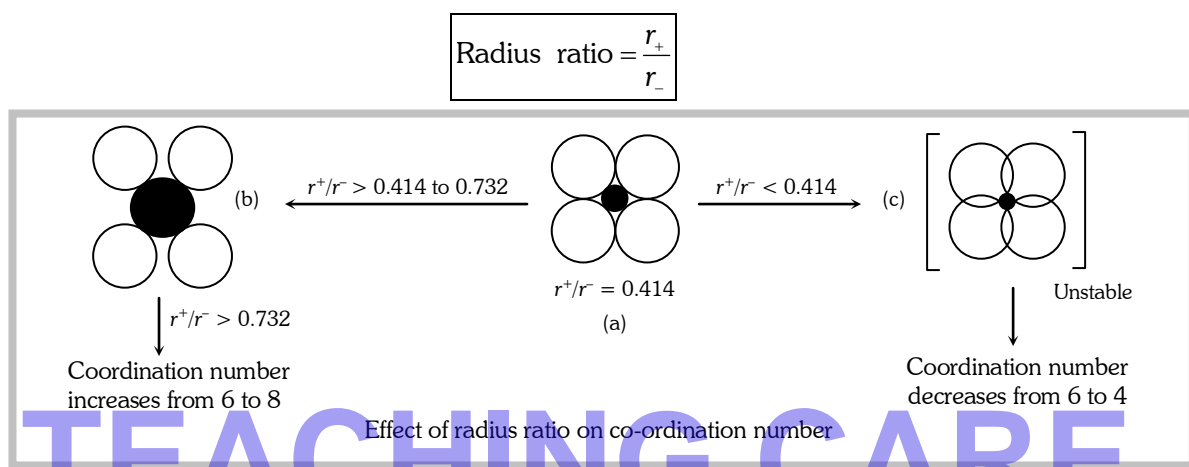 Radius ratio = r₊/r₋
r⁺/r⁻ > 0.414 to 0.732
r⁺/r⁻ < 0.414
(b)
(c)
r⁺/r⁻ = 0.414
Unstable
(a)
r⁺/r⁻ > 0.732
Coordination number
increases from 6 to 8
Coordination number
decreases from 6 to 4
Effect of radius ratio on co-ordination number
TEACHING CARE